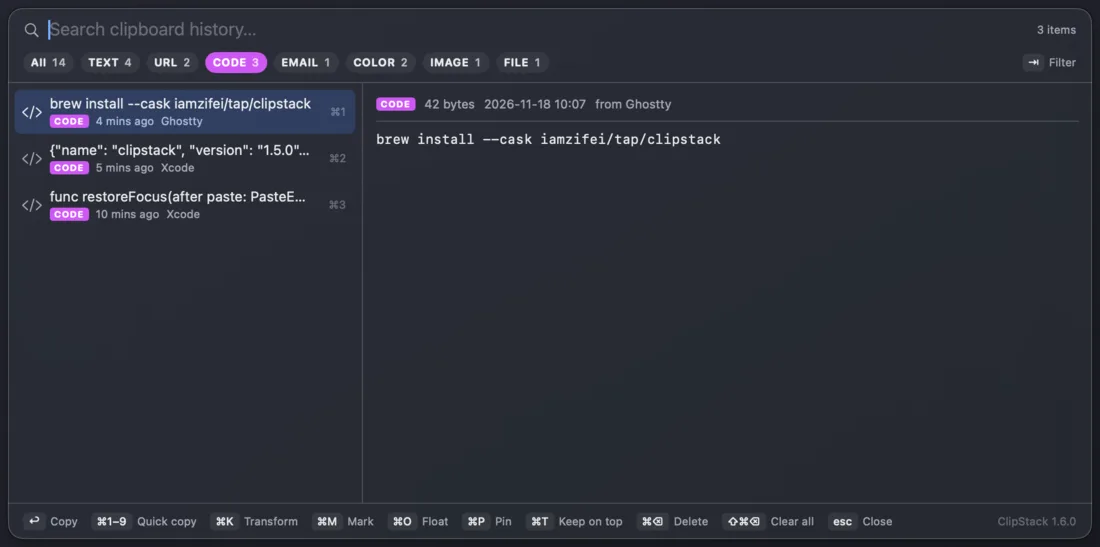 Search clipboard history...
3 items
All 14 TEXT 4 URL 2 CODE 3 EMAIL 1 COLOR 2 IMAGE 1 FILE 1
⇥ Filter
</> brew install --cask iamzifei/tap/clipstack ⌘1
CODE 4 mins ago Ghostty
</> {"name": "clipstack", "version": "1.5.0"... ⌘2
CODE 5 mins ago Xcode
</> func restoreFocus(after paste: PasteE... ⌘3
CODE 10 mins ago Xcode
CODE 42 bytes 2026-11-18 10:07 from Ghostty
brew install --cask iamzifei/tap/clipstack
↩ Copy ⌘1–9 Quick copy ⌘K Transform ⌘M Mark ⌘O Float ⌘P Pin ⌘T Keep on top ⌘⌫ Delete ⇧⌘⌫ Clear all esc Close ClipStack 1.6.0